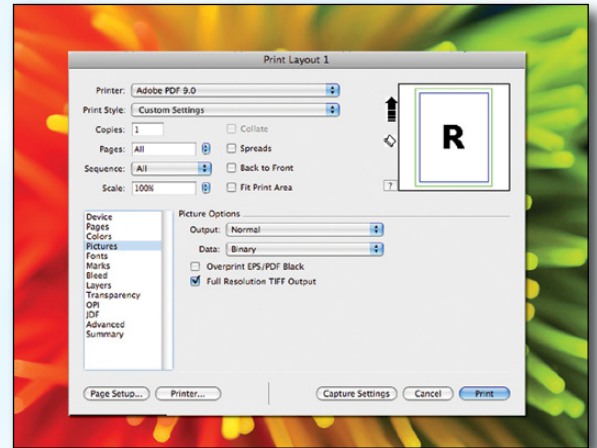 Print Layout 1
Printer: Adobe PDF 9.0
Print Style: Custom Settings
Copies: 1 Collate
Pages: All Spreads
Sequence: All Back to Front
Scale: 100% Fit Print Area
R
?
Device
Pages
Colors
Pictures
Fonts
Marks
Bleed
Layers
Transparency
OPI
JDF
Advanced
Summary
Picture Options
Output: Normal
Data: Binary
Overprint EPS/PDF Black
Full Resolution TIFF Output
Page Setup... Printer... Capture Settings Cancel Print